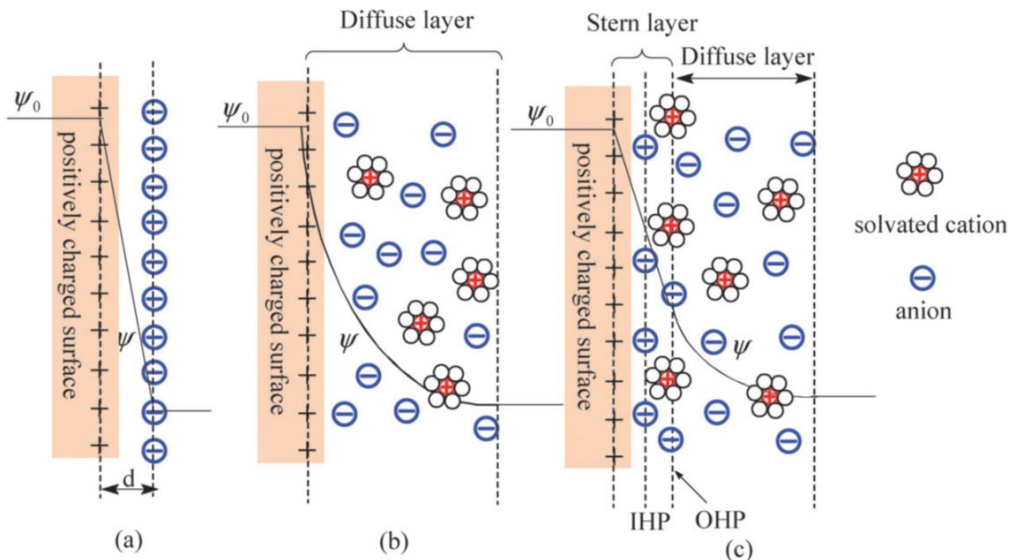 Diffuse layer
Stern layer
Diffuse layer
ψ₀
ψ₀
ψ₀
positively charged surface
positively charged surface
positively charged surface
ψ
ψ
ψ
solvated cation
anion
d
IHP
OHP
(a)
(b)
(c)